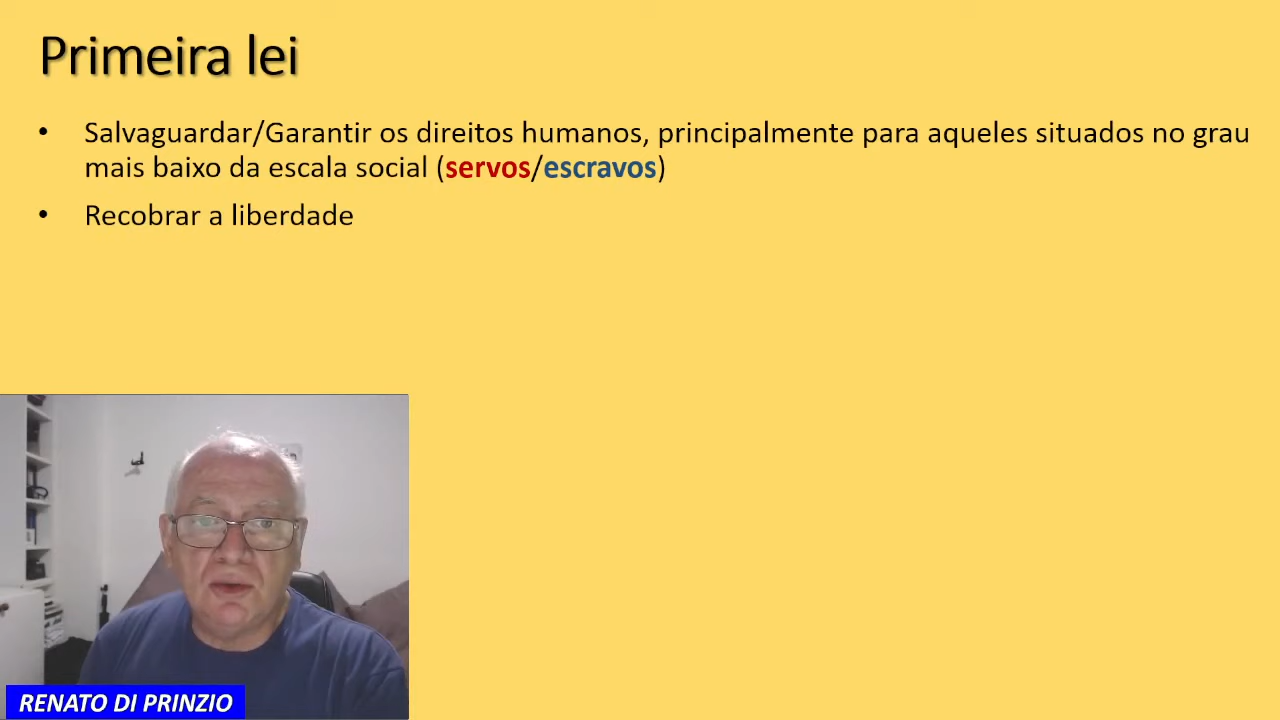 Primeira lei
• Salvaguardar/Garantir os direitos humanos, principalmente para aqueles situados no grau
mais baixo da escala social (servos/escravos)
• Recobrar a liberdade
RENATO DI PRINZIO